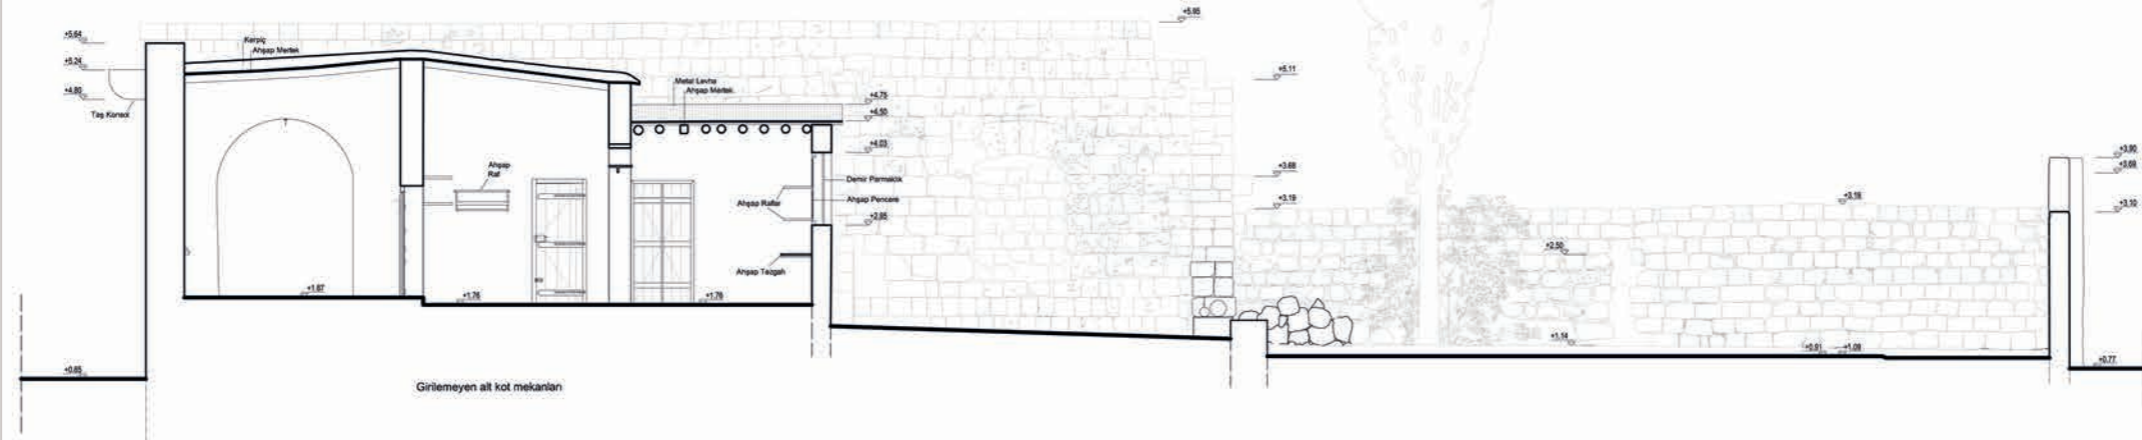 +5.95
+5.64
Kerpiç
Ahşap Mertek
+5.24
+5.11
+4.80
Metal Levha
Ahşap Mertek
+4.75
Taş Konsol
+4.50
+4.03
+3.90
+3.69
+3.68
Ahşap
Raf
Demir Parmaklık
Ahşap Raflar
Ahşap Pencere
+3.19
+3.16
+3.10
+2.85
+2.50
Ahşap Tezgah
+1.87
+1.76
+1.76
+1.14
+0.91
+1.09
+0.77
+0.65
Girilemeyen alt kot mekanları